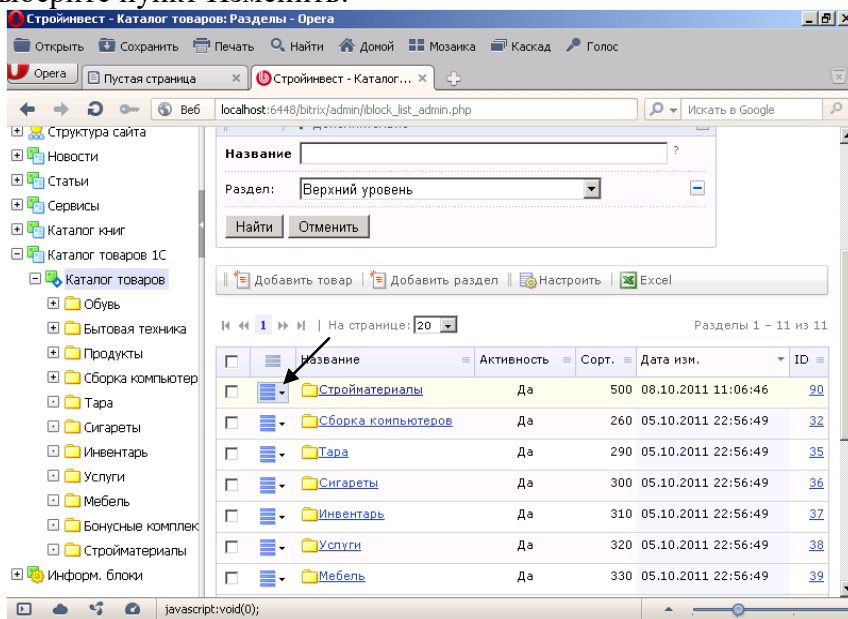 выберите пункт Изменить.
Стройинвест - Каталог товаров: Разделы - Opera
Открыть Сохранить Печать Найти Домой Мозаика Каскад Голос
Opera Пустая страница Стройинвест - Каталог...
Веб localhost:6448/bitrix/admin/iblock_list_admin.php Искать в Google
Структура сайта
Новости
Статьи
Сервисы
Каталог книг
Каталог товаров 1С
Каталог товаров
Обувь
Бытовая техника
Продукты
Сборка компьютер
Тара
Сигареты
Инвентарь
Услуги
Мебель
Бонусные комплек
Стройматериалы
Информ. блоки
Название ?
Раздел: Верхний уровень
Найти Отменить
Добавить товар Добавить раздел Настроить Excel
1 | На странице: 20 Разделы 1 - 11 из 11
Название Активность Сорт. Дата изм. ID
Стройматериалы Да 500 08.10.2011 11:06:46 90
Сборка компьютеров Да 260 05.10.2011 22:56:49 32
Тара Да 290 05.10.2011 22:56:49 35
Сигареты Да 300 05.10.2011 22:56:49 36
Инвентарь Да 310 05.10.2011 22:56:49 37
Услуги Да 320 05.10.2011 22:56:49 38
Мебель Да 330 05.10.2011 22:56:49 39
javascript:void(0);